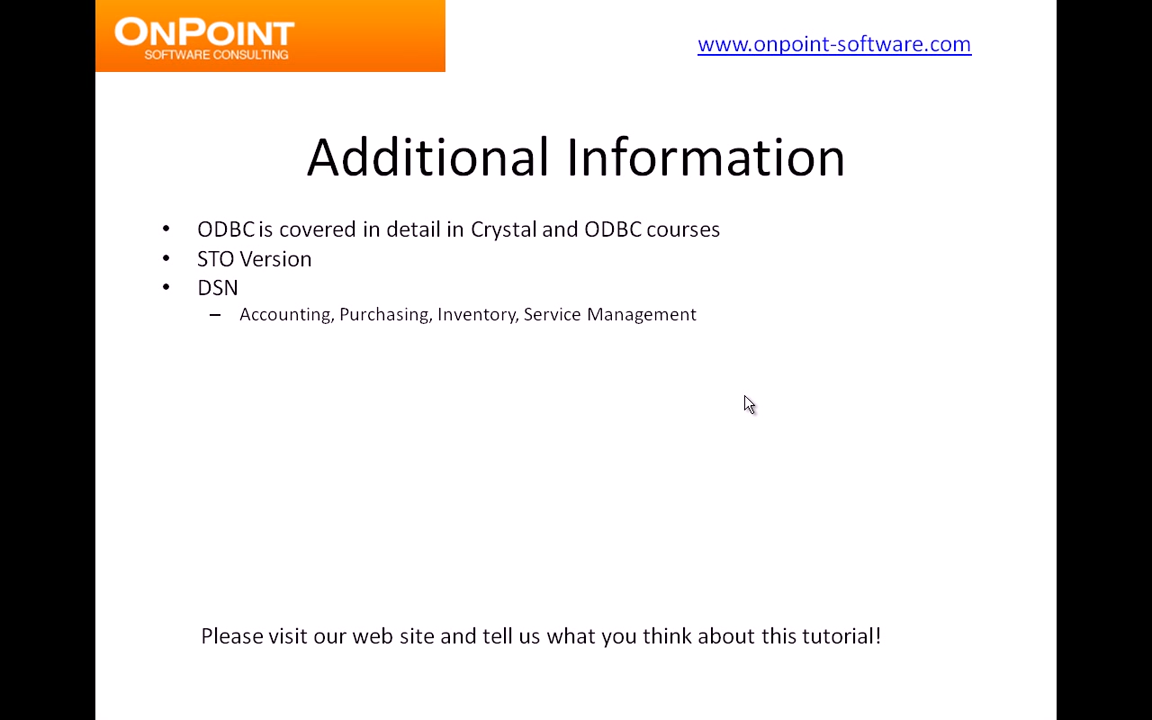 ONPOINT
SOFTWARE CONSULTING
www.onpoint-software.com
Additional Information
• ODBC is covered in detail in Crystal and ODBC courses
• STO Version
• DSN
– Accounting, Purchasing, Inventory, Service Management
Please visit our web site and tell us what you think about this tutorial!